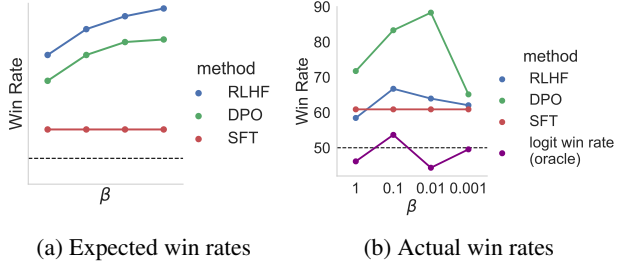 Win Rate
β
method
RLHF
DPO
SFT
(a) Expected win rates
Win Rate
90
80
70
60
50
1 0.1 0.01 0.001
β
method
RLHF
DPO
SFT
logit win rate
(oracle)
(b) Actual win rates